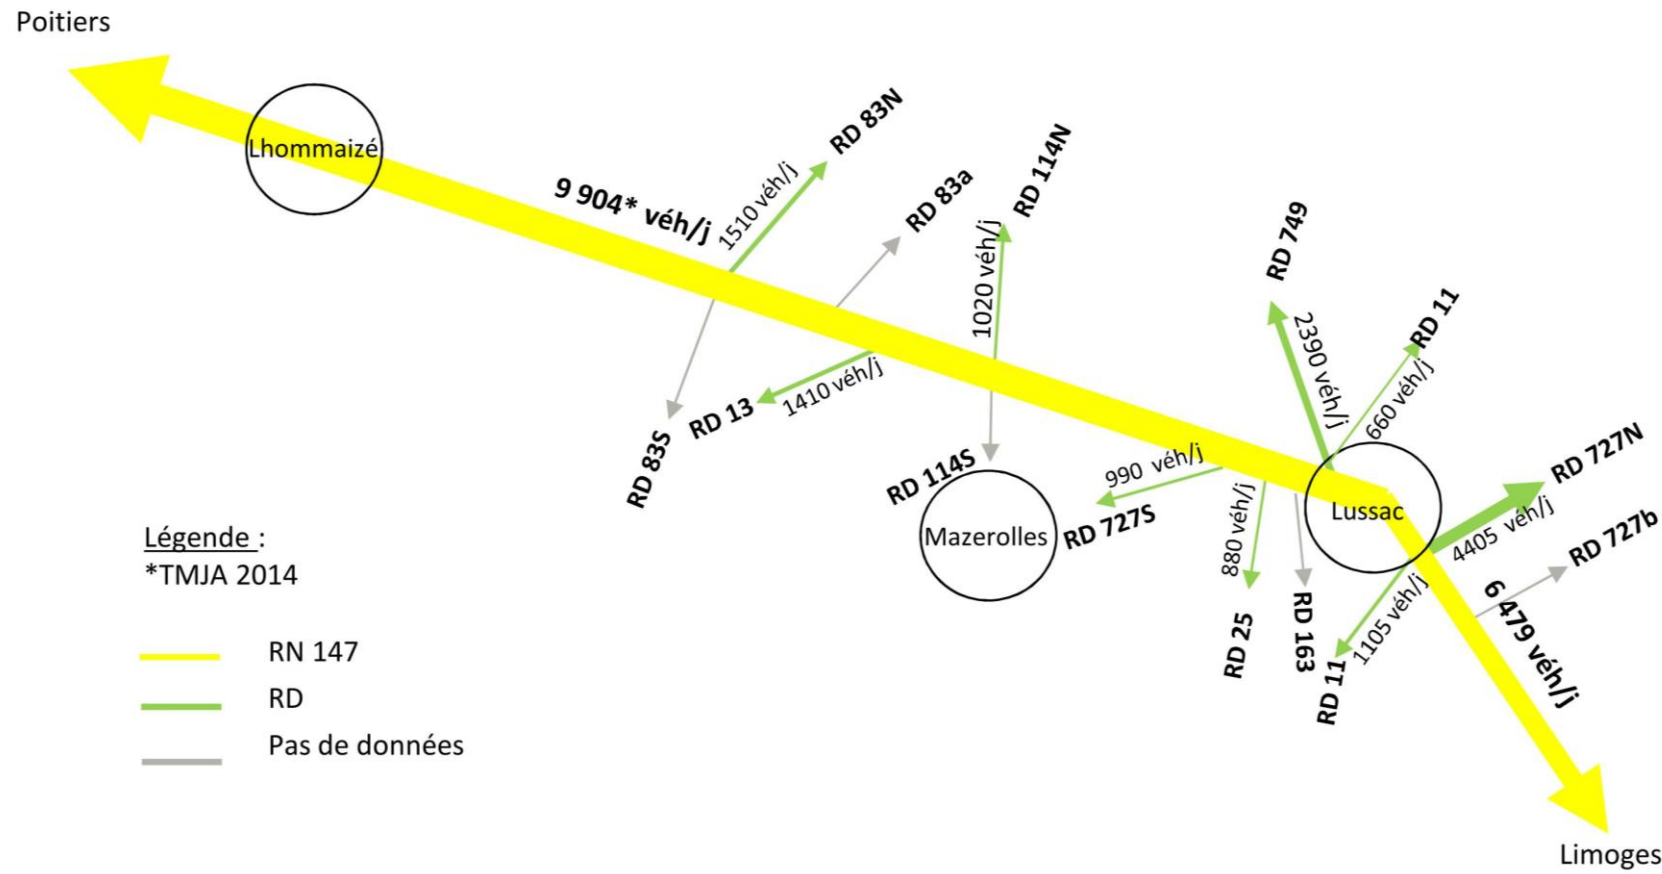 Poitiers
Lhommaizé
9 904* véh/j
1510 véh/j
RD 83N
RD 83a
1020 véh/j
RD 114N
RD 83S
RD 13
1410 véh/j
RD 114S
Mazerolles
990 véh/j
RD 727S
880 véh/j
RD 25
RD 163
RD 749
2390 véh/j
RD 11
660 véh/j
Lussac
RD 727N
4405 véh/j
RD 727b
1105 véh/j
RD 11
6 479 véh/j
Limoges
Légende :
*TMJA 2014
RN 147
RD
Pas de données